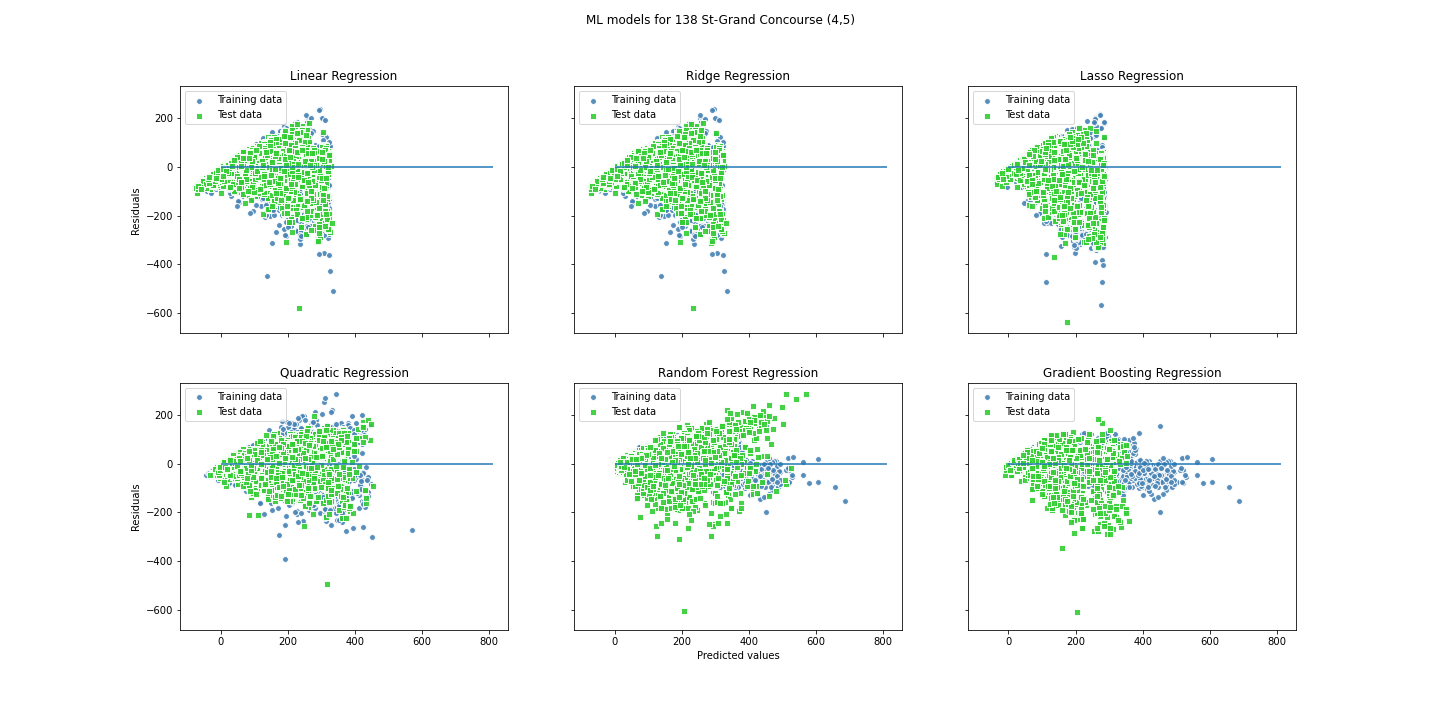 ML models for 138 St-Grand Concourse (4,5)
Linear Regression
Training data
Test data
200
0
−200
−400
−600
Residuals
Ridge Regression
Training data
Test data
Lasso Regression
Training data
Test data
Quadratic Regression
Training data
Test data
200
0
−200
−400
−600
Residuals
0 200 400 600 800
Random Forest Regression
Training data
Test data
0 200 400 600 800
Predicted values
Gradient Boosting Regression
Training data
Test data
0 200 400 600 800